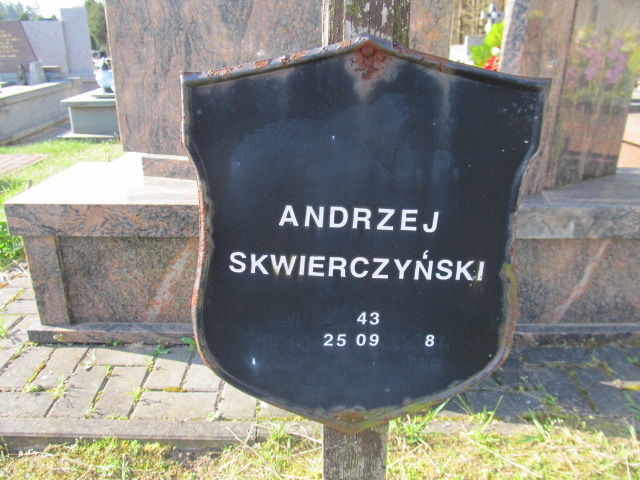 ANDRZEJ
SKWIERCZYŃSKI
43
25 09 8